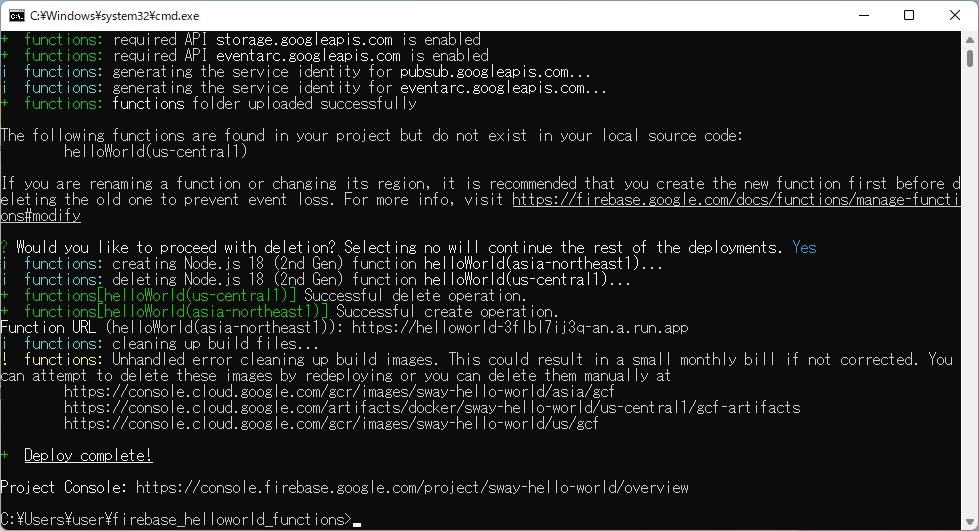 C:¥Windows¥system32¥cmd.exe
+  functions: required API storage.googleapis.com is enabled
+  functions: required API eventarc.googleapis.com is enabled
i  functions: generating the service identity for pubsub.googleapis.com...
i  functions: generating the service identity for eventarc.googleapis.com...
+  functions: functions folder uploaded successfully
The following functions are found in your project but do not exist in your local source code:
helloWorld(us-central1)
If you are renaming a function or changing its region, it is recommended that you create the new function first before d
eleting the old one to prevent event loss. For more info, visit https://firebase.google.com/docs/functions/manage-functi
ons#modify
? Would you like to proceed with deletion? Selecting no will continue the rest of the deployments. Yes
i  functions: creating Node.js 18 (2nd Gen) function helloWorld(asia-northeast1)...
i  functions: deleting Node.js 18 (2nd Gen) function helloWorld(us-central1)...
+  functions[helloWorld(us-central1)] Successful delete operation.
+  functions[helloWorld(asia-northeast1)] Successful create operation.
Function URL (helloWorld(asia-northeast1)): https://helloworld-3flbl7ij3q-an.a.run.app
i  functions: cleaning up build files...
!  functions: Unhandled error cleaning up build images. This could result in a small monthly bill if not corrected. You
can attempt to delete these images by redeploying or you can delete them manually at
https://console.cloud.google.com/gcr/images/sway-hello-world/asia/gcf
https://console.cloud.google.com/artifacts/docker/sway-hello-world/us-central1/gcf-artifacts
https://console.cloud.google.com/gcr/images/sway-hello-world/us/gcf
+  Deploy complete!
Project Console: https://console.firebase.google.com/project/sway-hello-world/overview
C:¥Users¥user¥firebase_helloworld_functions>